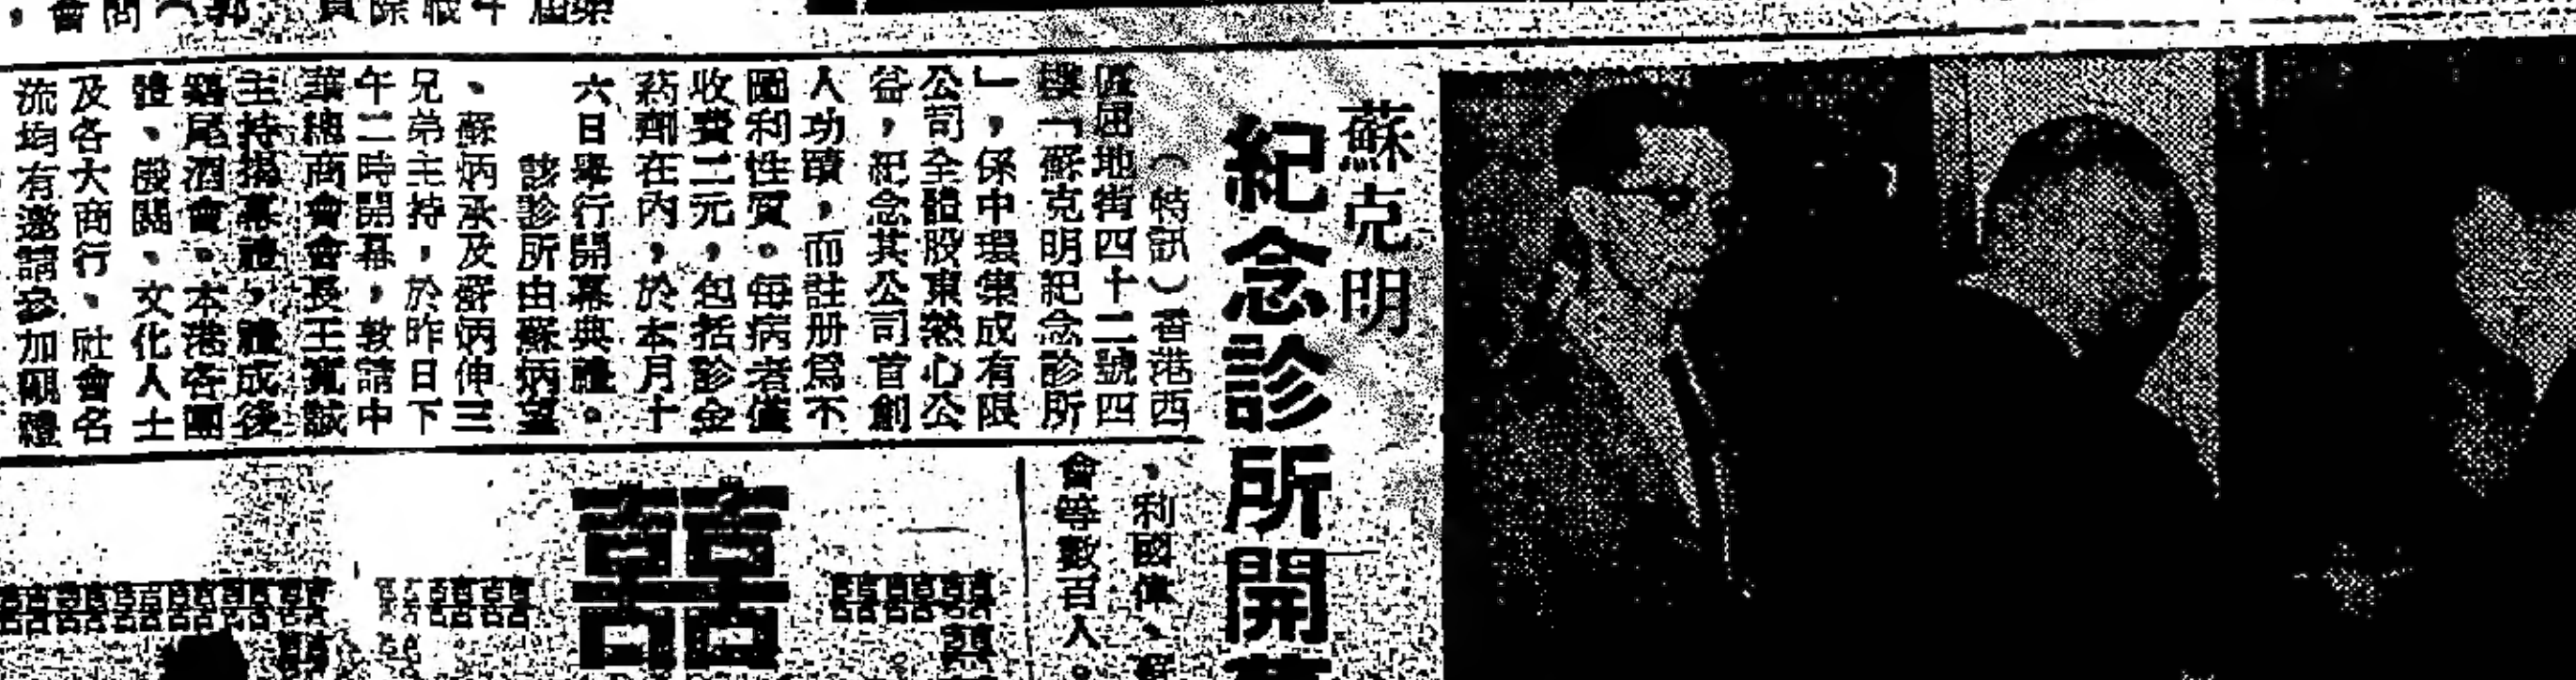 蘇克明
紀念診所開
（特訊）香港西
區屈地街四十二號四
樓「蘇克明紀念診所
」，係中環集成有限
公司全體股東熱心公
益，紀念其公司首創
人功蹟，而註册爲不
圖利性質。每病者僅
收費二元，包括診金
葯劑在內，於本月十
六日舉行開幕典禮。
該診所由蘇炳望
、蘇炳承及蘇炳伸三
兄弟主持，於昨日下
午二時開幕，敦請中
華總商會會長王寬誠
主持揭幕禮，禮成後
鷄尾酒會。本港各團
體、機關、文化人士
及各大商行、社會名
流均有邀請參加觀禮
，利國偉、
會等數百人。
囍